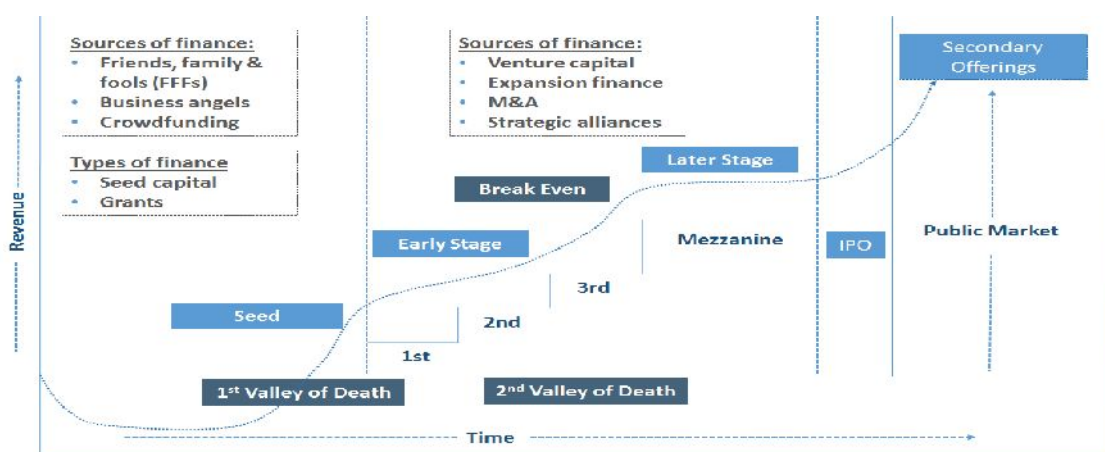 Sources of finance:
• Friends, family &
fools (FFFs)
• Business angels
• Crowdfunding
Types of finance
• Seed capital
• Grants
Sources of finance:
• Venture capital
• Expansion finance
• M&A
• Strategic alliances
Secondary
Offerings
Later Stage
Break Even
Early Stage
Mezzanine
IPO
Public Market
Revenue
Seed
3rd
2nd
1st
1st Valley of Death
2nd Valley of Death
Time